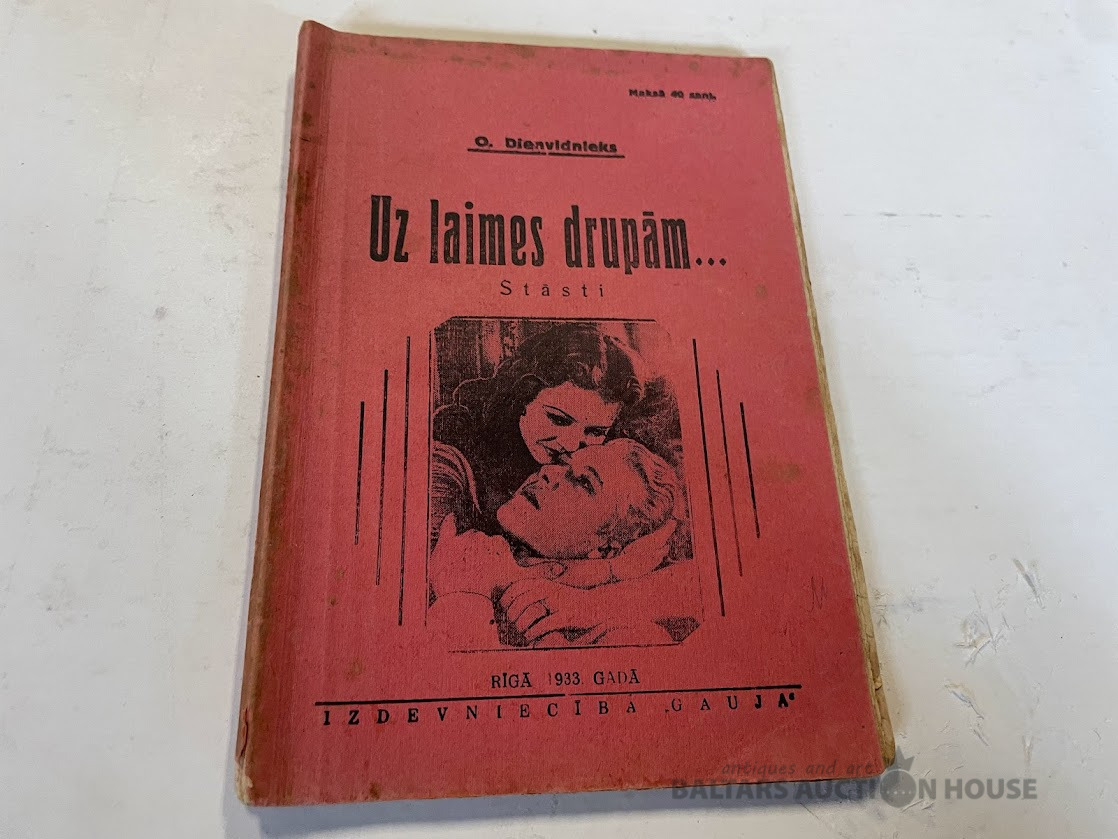 Maksā 40 sant.
O. Dienvidnieks
Uz laimes drupām...
Stāsti
RĪGĀ 1933. GADĀ
IZDEVNIECĪBA „GAUJA“
antiques and art
BALTARS AUCTION HOUSE